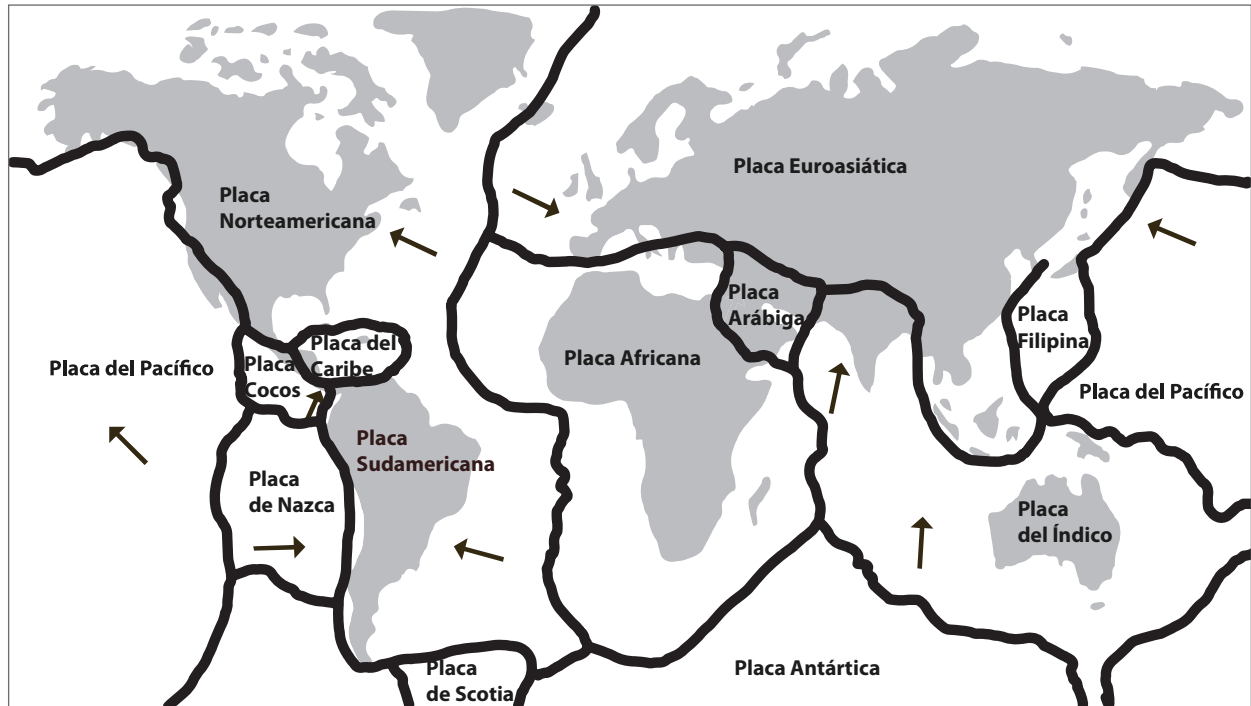 Placa Euroasiática
Placa
Norteamericana
Placa
Arábiga
Placa
Filipina
Placa del
Caribe
Placa Africana
Placa del Pacífico
Placa
Cocos
Placa del Pacífico
Placa
Sudamericana
Placa
de Nazca
Placa
del Índico
Placa
de Scotia
Placa Antártica